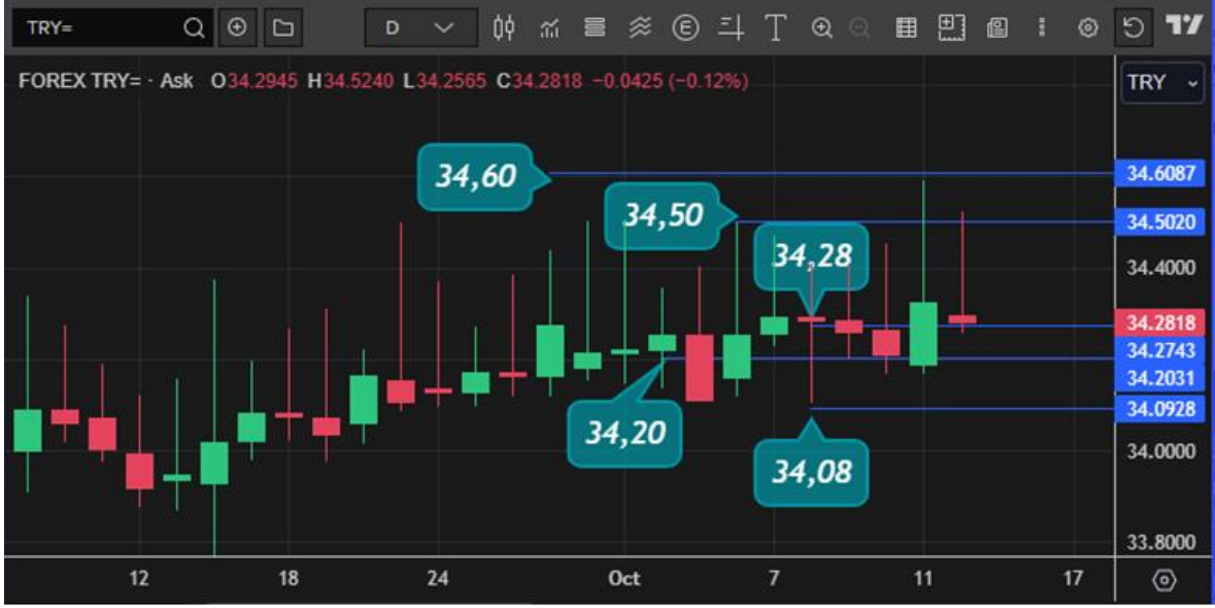 TRY=
D
E
T
FOREX TRY= · Ask O34.2945 H34.5240 L34.2565 C34.2818 −0.0425 (−0.12%)
TRY
34,60
34.6087
34,50
34.5020
34,28
34.4000
34.2818
34.2743
34.2031
34.0928
34,20
34.0000
34,08
33.8000
12 18 24 Oct 7 11 17